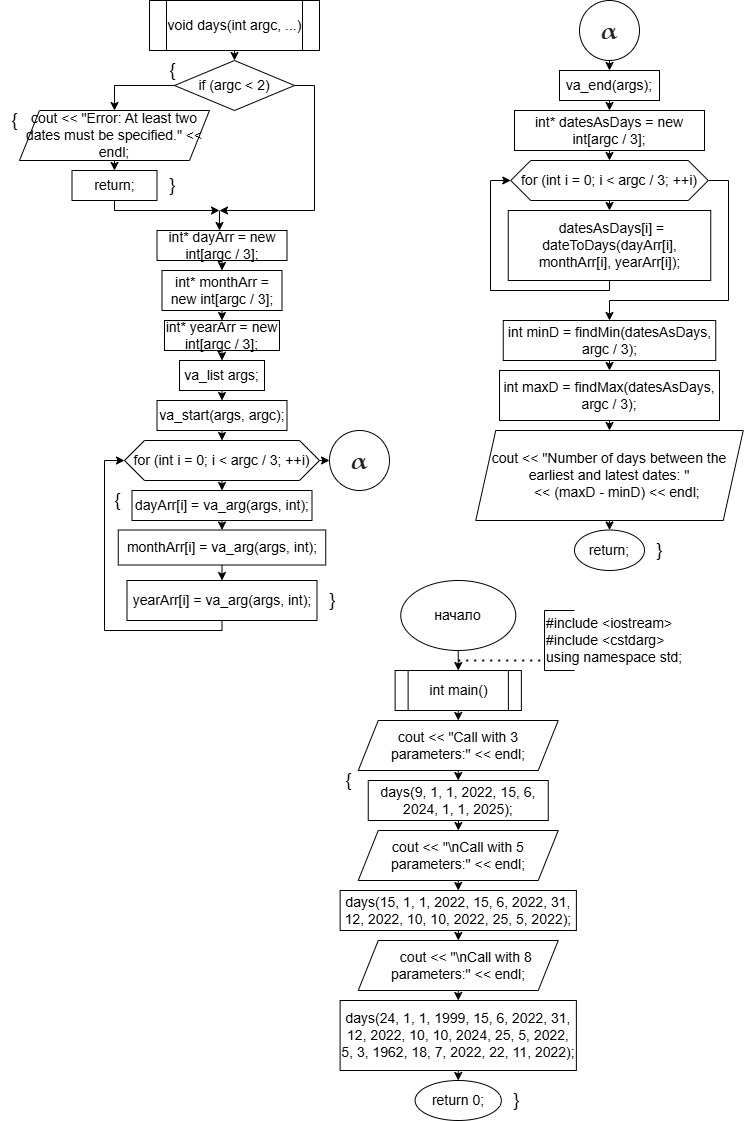 void days(int argc, ...)
{
if (argc < 2)
{
cout << "Error: At least two
dates must be specified." <<
endl;
return;
}
int* dayArr = new
int[argc / 3];
int* monthArr =
new int[argc / 3];
int* yearArr = new
int[argc / 3];
va_list args;
va_start(args, argc);
for (int i = 0; i < argc / 3; ++i)
α
{
dayArr[i] = va_arg(args, int);
monthArr[i] = va_arg(args, int);
yearArr[i] = va_arg(args, int);
}
α
va_end(args);
int* datesAsDays = new
int[argc / 3];
for (int i = 0; i < argc / 3; ++i)
datesAsDays[i] =
dateToDays(dayArr[i],
monthArr[i], yearArr[i]);
int minD = findMin(datesAsDays,
argc / 3);
int maxD = findMax(datesAsDays,
argc / 3);
cout << "Number of days between the
earliest and latest dates: "
<< (maxD - minD) << endl;
return;
}
начало
#include <iostream>
#include <cstdarg>
using namespace std;
int main()
cout << "Call with 3
parameters:" << endl;
{
days(9, 1, 1, 2022, 15, 6,
2024, 1, 1, 2025);
cout << "\nCall with 5
parameters:" << endl;
days(15, 1, 1, 2022, 15, 6, 2022, 31,
12, 2022, 10, 10, 2022, 25, 5, 2022);
cout << "\nCall with 8
parameters:" << endl;
days(24, 1, 1, 1999, 15, 6, 2022, 31,
12, 2022, 10, 10, 2024, 25, 5, 2022,
5, 3, 1962, 18, 7, 2022, 22, 11, 2022);
return 0;
}